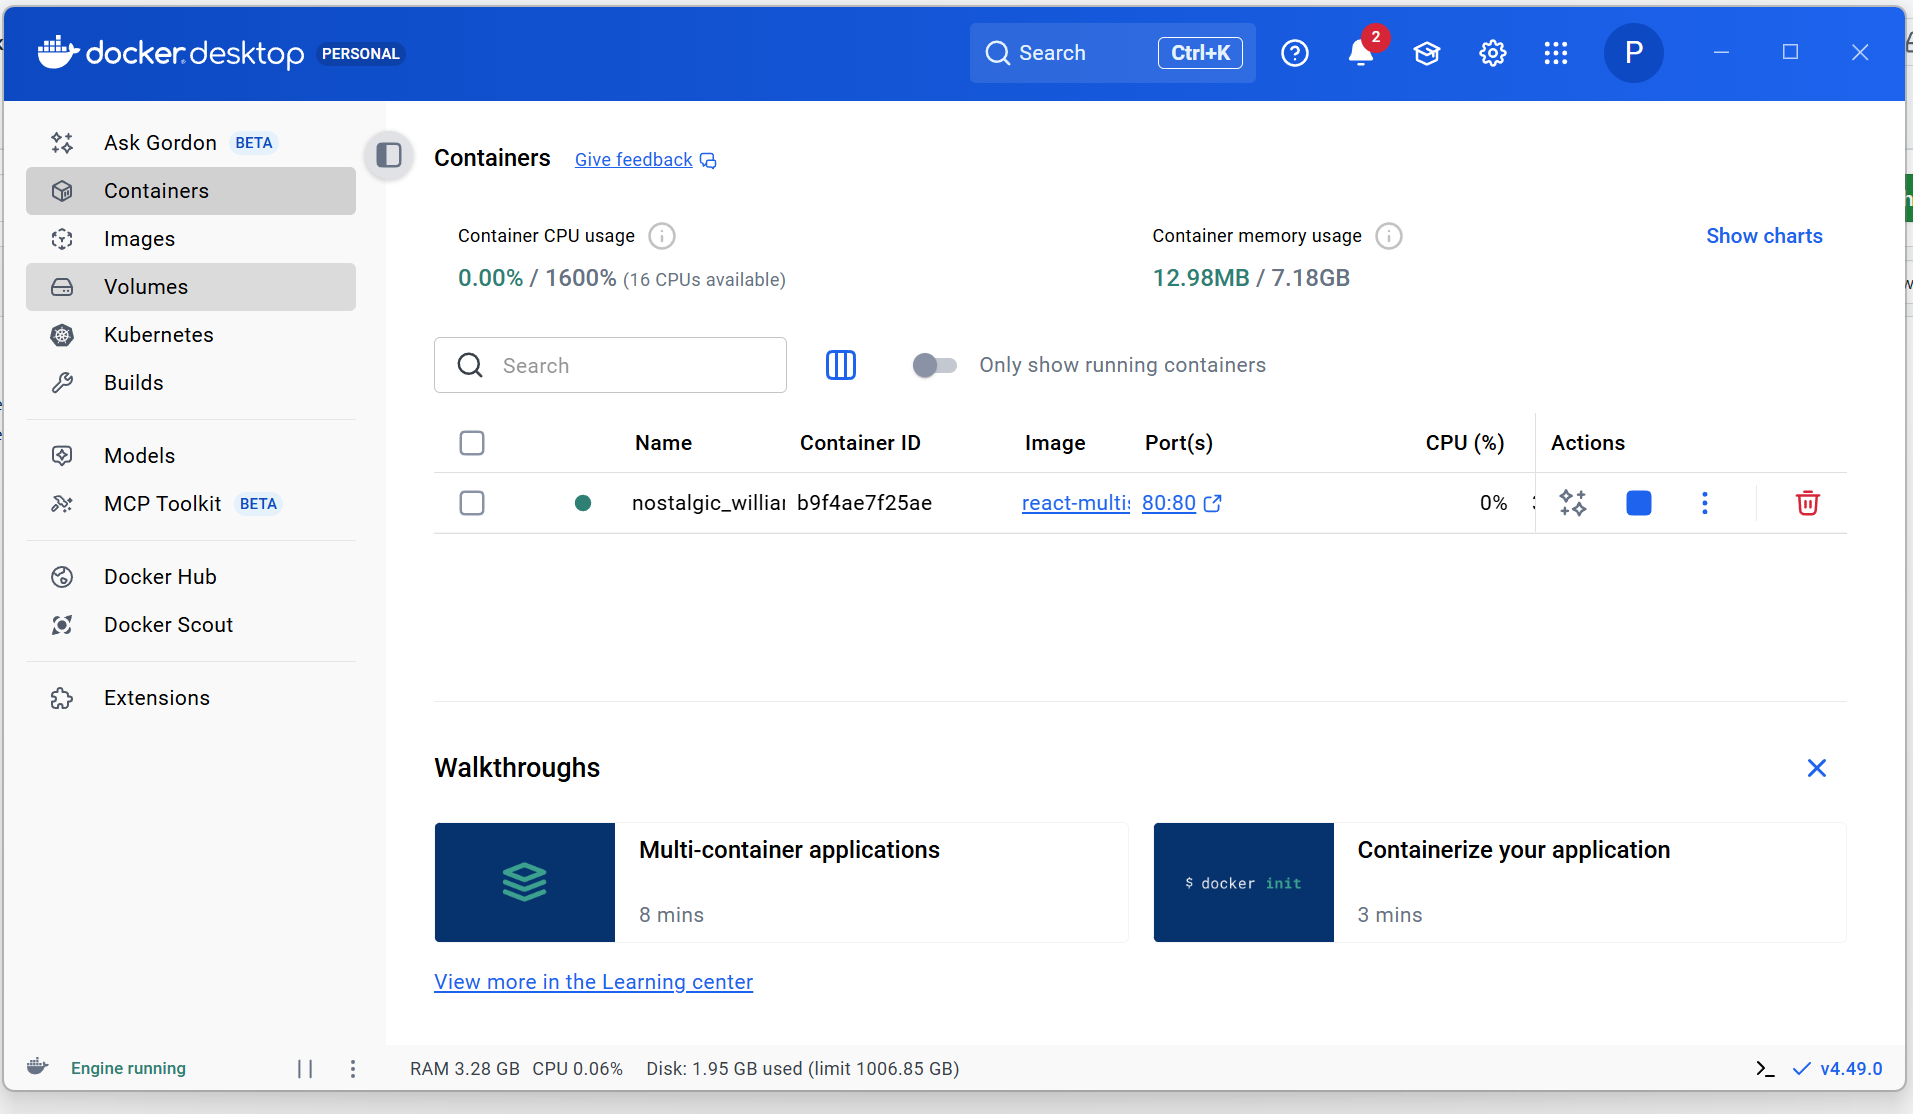 docker.desktop PERSONAL
Search Ctrl+K
2
P
Ask Gordon BETA
Containers
Images
Volumes
Kubernetes
Builds
Models
MCP Toolkit BETA
Docker Hub
Docker Scout
Extensions
Containers Give feedback
Container CPU usage
0.00% / 1600% (16 CPUs available)
Container memory usage
12.98MB / 7.18GB
Show charts
Search
Only show running containers
Name Container ID Image Port(s) CPU (%) Actions
nostalgic_william b9f4ae7f25ae react-multis 80:80 0%
Walkthroughs
Multi-container applications
8 mins
$ docker init
Containerize your application
3 mins
View more in the Learning center
Engine running
RAM 3.28 GB CPU 0.06% Disk: 1.95 GB used (limit 1006.85 GB)
v4.49.0